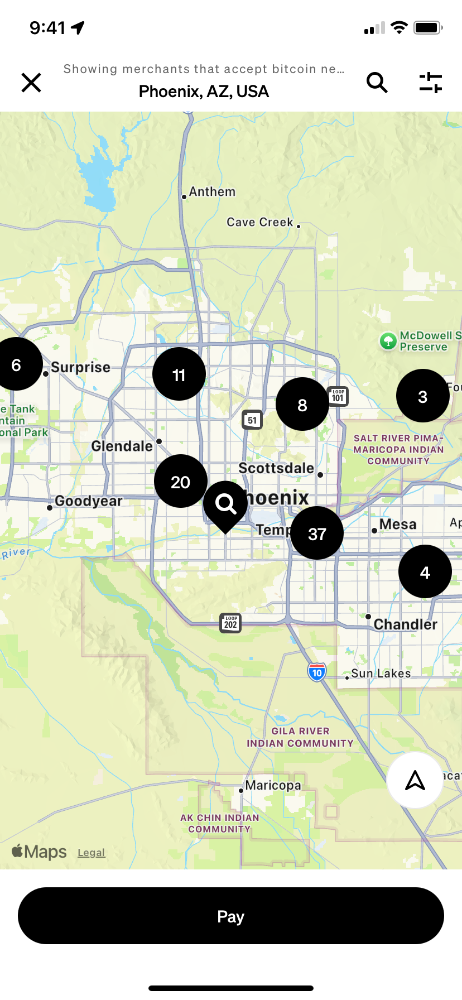 9:41
Showing merchants that accept bitcoin ne…
Phoenix, AZ, USA
Anthem
Cave Creek
McDowell S
Preserve
6
Surprise
11
8
LOOP
101
3
Fou
e Tank
ntain
onal Park
51
SALT RIVER PIMA-
MARICOPA INDIAN
COMMUNITY
Glendale
Scottsdale
20
hoenix
Goodyear
Temp
37
Mesa
Ap
River
4
LOOP
202
Chandler
10
Sun Lakes
GILA RIVER
INDIAN COMMUNITY
aca
Maricopa
AK CHIN INDIAN
COMMUNITY
Maps
Legal
Pay